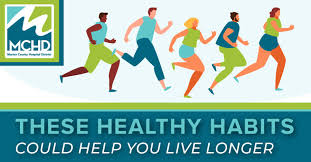 MCHD
THESE HEALTHY HABITS
COULD HELP YOU LIVE LONGER